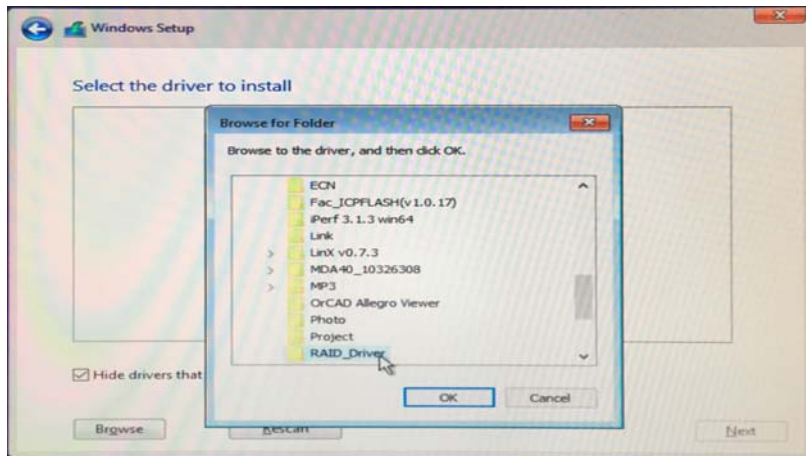 Windows Setup
Select the driver to install
Browse for Folder
Browse to the driver, and then click OK.
ECN
Fac_ICPFLASH(v1.0.17)
iPerf 3.1.3 win64
Link
LinX v0.7.3
MDA40_10326308
MP3
OrCAD Allegro Viewer
Photo
Project
RAID_Driver
Hide drivers that
OK
Cancel
Browse
Rescan
Next